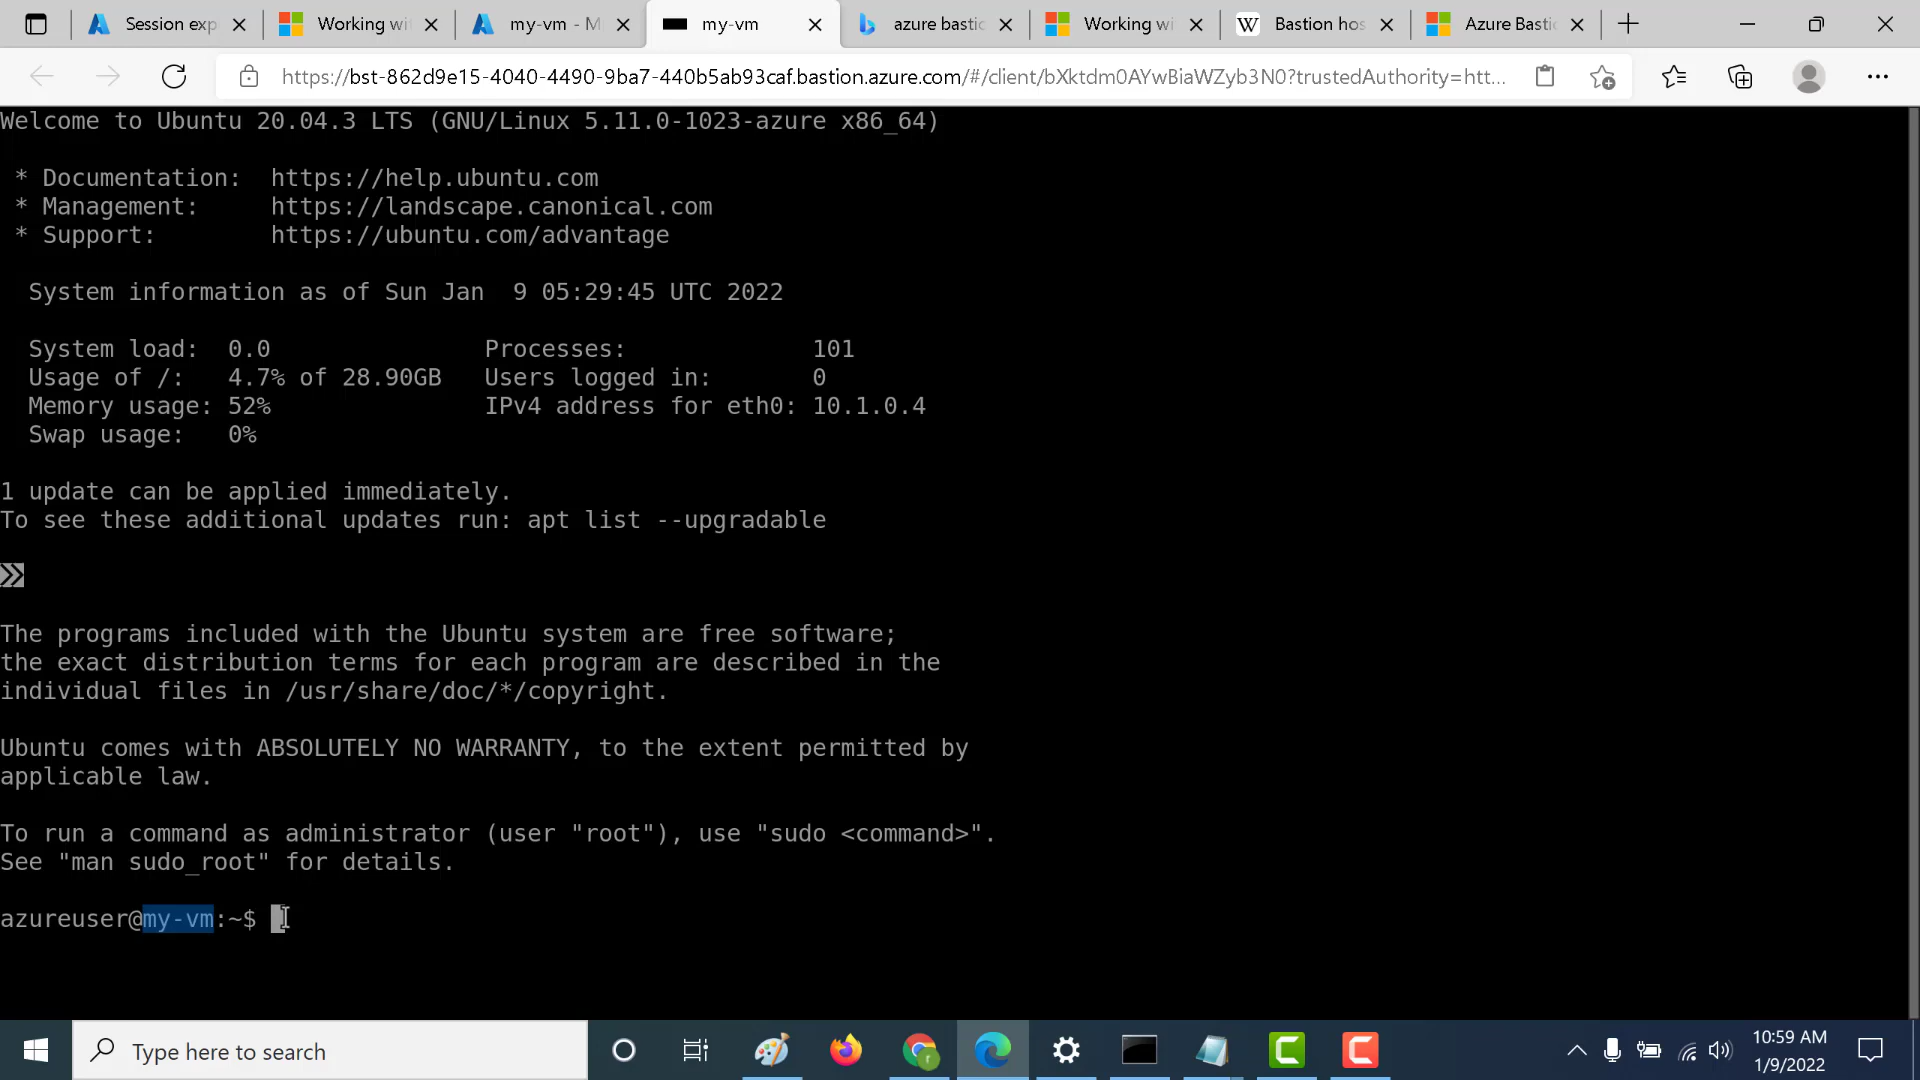 Session exp
Working wi
my-vm - M
my-vm
azure basti
Working wi
W
Bastion hos
Azure Basti
https://bst-862d9e15-4040-4490-9ba7-440b5ab93caf.bastion.azure.com/#/client/bXktdm0AYwBiaWZyb3N0?trustedAuthority=htt...
Welcome to Ubuntu 20.04.3 LTS (GNU/Linux 5.11.0-1023-azure x86_64)
* Documentation: https://help.ubuntu.com
* Management: https://landscape.canonical.com
* Support: https://ubuntu.com/advantage
System information as of Sun Jan 9 05:29:45 UTC 2022
System load: 0.0 Processes: 101
Usage of /: 4.7% of 28.90GB Users logged in: 0
Memory usage: 52% IPv4 address for eth0: 10.1.0.4
Swap usage: 0%
1 update can be applied immediately.
To see these additional updates run: apt list --upgradable
The programs included with the Ubuntu system are free software;
the exact distribution terms for each program are described in the
individual files in /usr/share/doc/*/copyright.
Ubuntu comes with ABSOLUTELY NO WARRANTY, to the extent permitted by
applicable law.
To run a command as administrator (user "root"), use "sudo <command>".
See "man sudo_root" for details.
azureuser@my-vm:~$
Type here to search
10:59 AM
1/9/2022